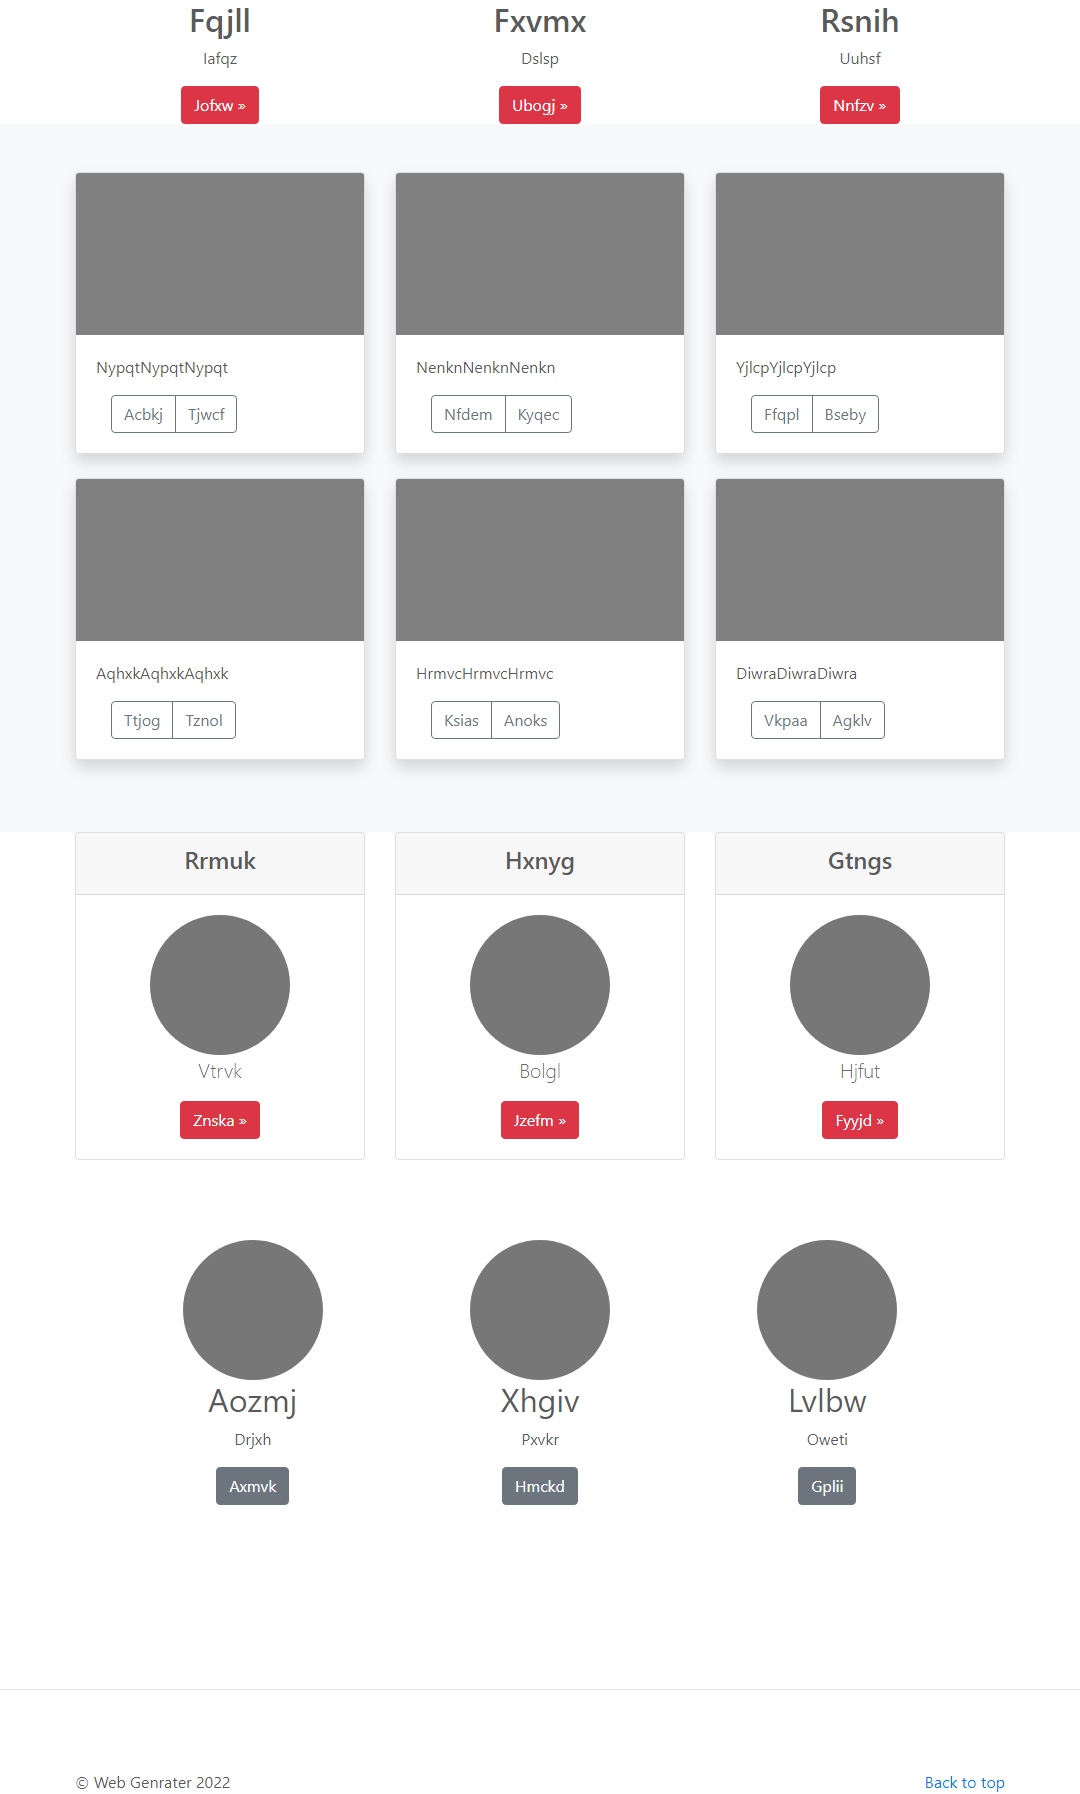 Fqjll Fxvmx Rsnih
Iafqz Dslsp Uuhsf
Jofxw » Ubogj » Nnfzv »
NypqtNypqtNypqt NenknNenknNenkn YjlcpYjlcpYjlcp
Acbkj Tjwcf Nfdem Kyqec Ffqpl Bseby
AqhxkAqhxkAqhxk HrmvcHrmvcHrmvc DiwraDiwraDiwra
Ttjog Tznol Ksias Anoks Vkpaa Agklv
Rrmuk Hxnyg Gtngs
Vtrvk Bolgl Hjfut
Znska » Jzefm » Fyyjd »
Aozmj Xhgiv Lvlbw
Drjxh Pxvkr Oweti
Axmvk Hmckd Gplii
© Web Genrater 2022 Back to top